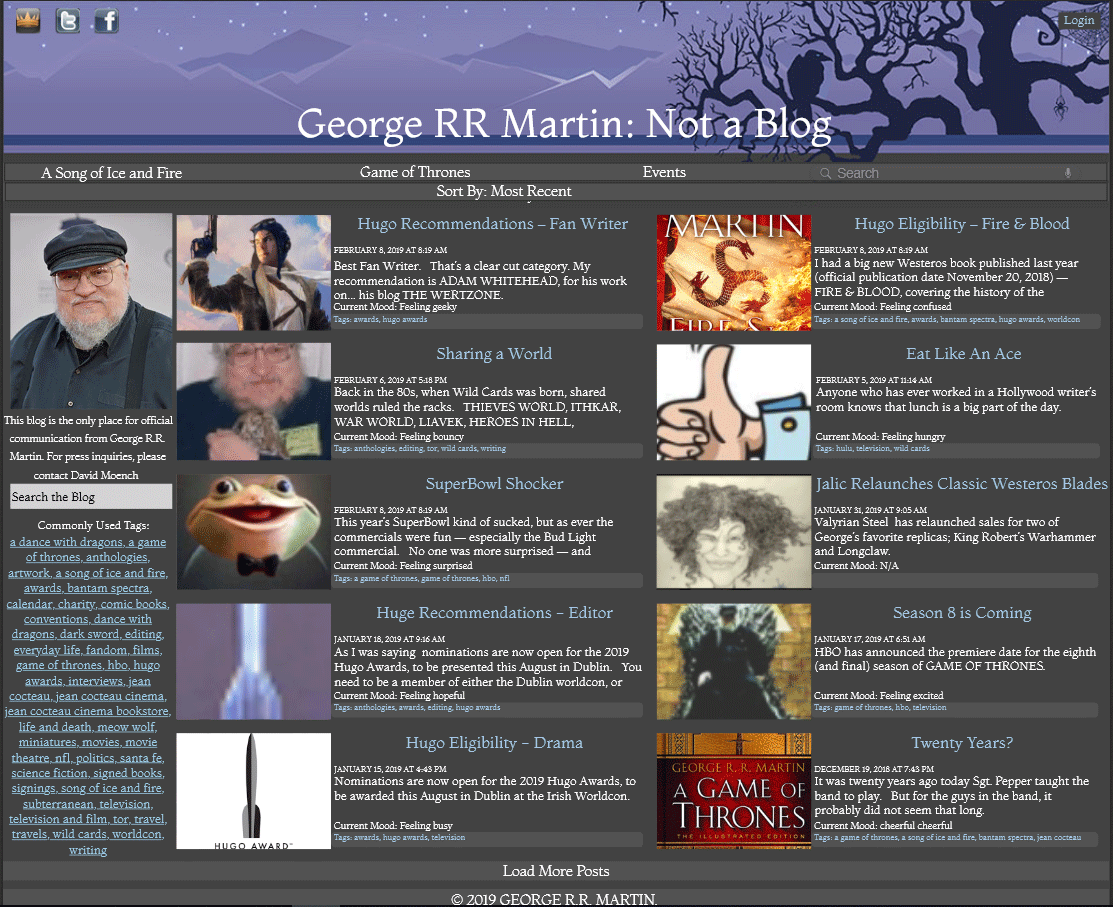 Login
George RR Martin: Not a Blog
A Song of Ice and Fire
Game of Thrones
Events
Search
Sort By: Most Recent
This blog is the only place for official
communication from George R.R.
Martin. For press inquiries, please
contact David Moench
Search the Blog
Commonly Used Tags:
a dance with dragons, a game
of thrones, anthologies,
artwork, a song of ice and fire,
awards, bantam spectra,
calendar, charity, comic books,
conventions, dance with
dragons, dark sword, editing,
everyday life, fandom, films,
game of thrones, hbo, hugo
awards, interviews, jean
cocteau, jean cocteau cinema,
jean cocteau cinema bookstore,
life and death, meow wolf,
miniatures, movies, movie
theatre, nfl, politics, santa fe,
science fiction, signed books,
signings, song of ice and fire,
subterranean, television,
television and film, tor, travel,
travels, wild cards, worldcon,
writing
Hugo Recommendations – Fan Writer
FEBRUARY 8, 2019 AT 8:19 AM
Best Fan Writer. That's a clear cut category. My
recommendation is ADAM WHITEHEAD, for his work
on... his blog THE WERTZONE.
Current Mood: Feeling geeky
Tags: awards, hugo awards
MARTIN
FIRE &
Hugo Eligibility – Fire & Blood
FEBRUARY 8, 2019 AT 8:19 AM
I had a big new Westeros book published last year
(official publication date November 20, 2018) —
FIRE & BLOOD, covering the history of the
Current Mood: Feeling confused
Tags: a song of ice and fire, awards, bantam spectra, hugo awards, worldcon
Sharing a World
FEBRUARY 6, 2019 AT 5:18 PM
Back in the 80s, when Wild Cards was born, shared
worlds ruled the racks. THIEVES WORLD, ITHKAR,
WAR WORLD, LIAVEK, HEROES IN HELL,
Current Mood: Feeling bouncy
Tags: anthologies, editing, tor, wild cards, writing
Eat Like An Ace
FEBRUARY 5, 2019 AT 11:14 AM
Anyone who has ever worked in a Hollywood writer's
room knows that lunch is a big part of the day.
Current Mood: Feeling hungry
Tags: hulu, television, wild cards
SuperBowl Shocker
FEBRUARY 8, 2019 AT 8:19 AM
This year's SuperBowl kind of sucked, but as ever the
commercials were fun — especially the Bud Light
commercial. No one was more surprised — and
Current Mood: Feeling surprised
Tags: a game of thrones, game of thrones, hbo, nfl
Jalic Relaunches Classic Westeros Blades
JANUARY 31, 2019 AT 9:05 AM
Valyrian Steel has relaunched sales for two of
George's favorite replicas; King Robert's Warhammer
and Longclaw.
Current Mood: N/A
Huge Recommendations – Editor
JANUARY 18, 2019 AT 9:16 AM
As I was saying nominations are now open for the 2019
Hugo Awards, to be presented this August in Dublin. You
need to be a member of either the Dublin worldcon, or
Current Mood: Feeling hopeful
Tags: anthologies, awards, editing, hugo awards
Season 8 is Coming
JANUARY 17, 2019 AT 6:51 AM
HBO has announced the premiere date for the eighth
(and final) season of GAME OF THRONES.
Current Mood: Feeling excited
Tags: game of thrones, hbo, television
HUGO AWARD™
Hugo Eligibility – Drama
JANUARY 15, 2019 AT 4:43 PM
Nominations are now open for the 2019 Hugo Awards, to
be awarded this August in Dublin at the Irish Worldcon.
Current Mood: Feeling busy
Tags: awards, hugo awards, television
GEORGE R. R. MARTIN
A GAME OF
THRONES
THE ILLUSTRATED EDITION
Twenty Years?
DECEMBER 19, 2018 AT 7:43 PM
It was twenty years ago today Sgt. Pepper taught the
band to play. But for the guys in the band, it
probably did not seem that long.
Current Mood: cheerful cheerful
Tags: a game of thrones, a song of ice and fire, bantam spectra, jean cocteau
Load More Posts
© 2019 GEORGE R.R. MARTIN.